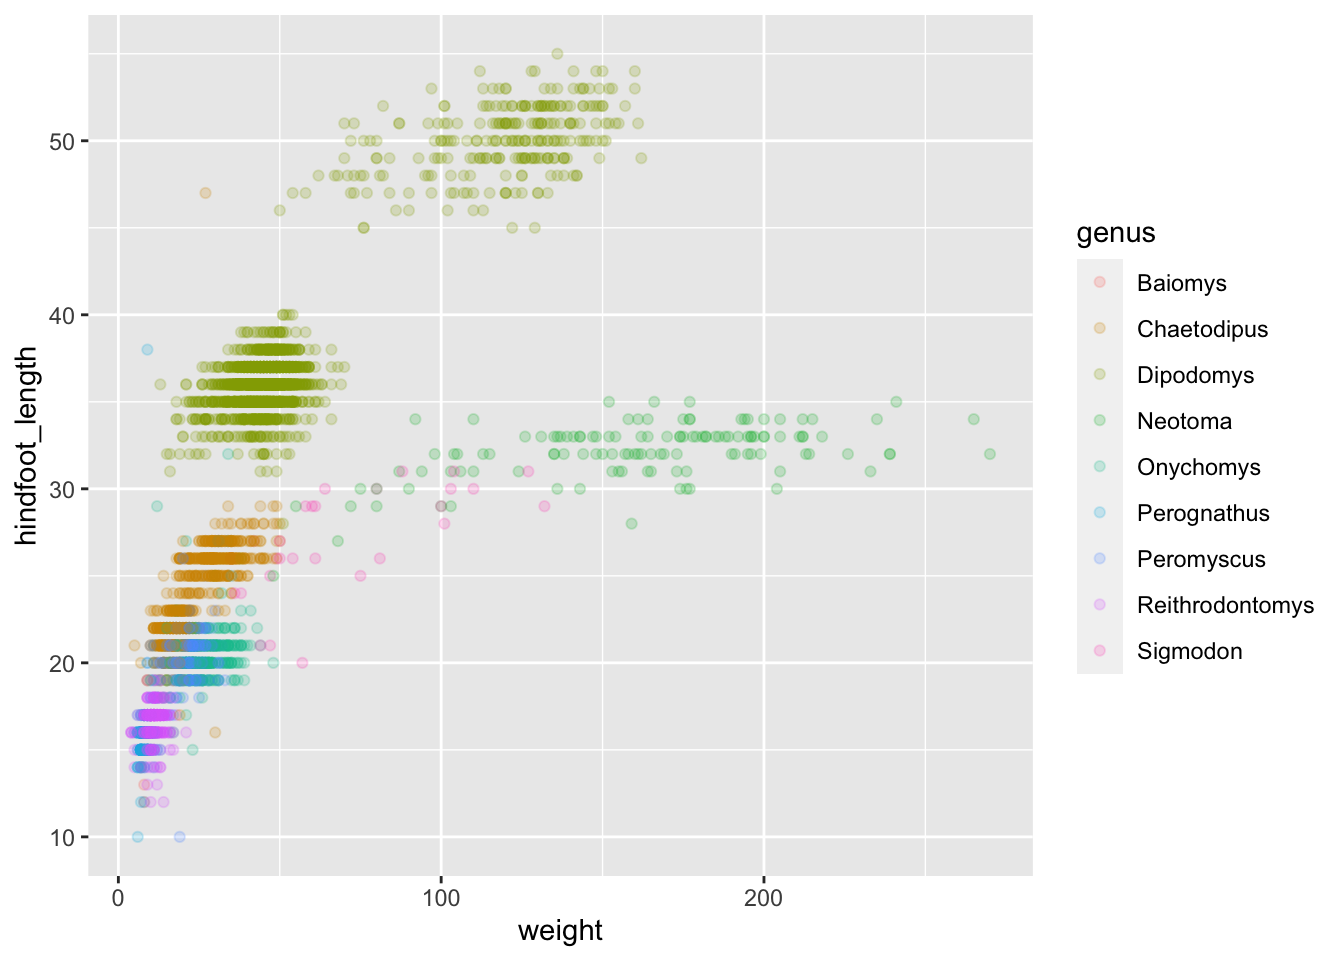 50
40
30
20
10
hindfoot_length
0
100
200
weight
genus
Baiomys
Chaetodipus
Dipodomys
Neotoma
Onychomys
Perognathus
Peromyscus
Reithrodontomys
Sigmodon